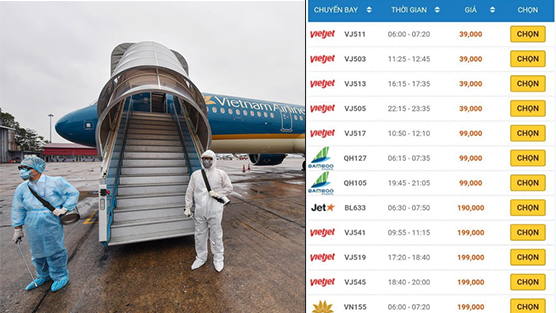 Vietnam Airlines
CHUYẾN BAY THỜI GIAN GIÁ CHỌN
vietjet VJ511 06:00 - 07:20 39,000 CHỌN
vietjet VJ503 11:25 - 12:45 39,000 CHỌN
vietjet VJ513 16:15 - 17:35 39,000 CHỌN
vietjet VJ505 22:15 - 23:35 39,000 CHỌN
vietjet VJ517 10:50 - 12:10 99,000 CHỌN
BAMBOO QH127 06:15 - 07:35 99,000 CHỌN
BAMBOO QH105 19:45 - 21:05 99,000 CHỌN
Jet BL633 06:30 - 07:50 190,000 CHỌN
vietjet VJ541 09:55 - 11:15 199,000 CHỌN
vietjet VJ519 17:20 - 18:40 199,000 CHỌN
vietjet VJ545 18:40 - 20:00 199,000 CHỌN
VN155 06:00 - 07:20 199,000 CHỌN